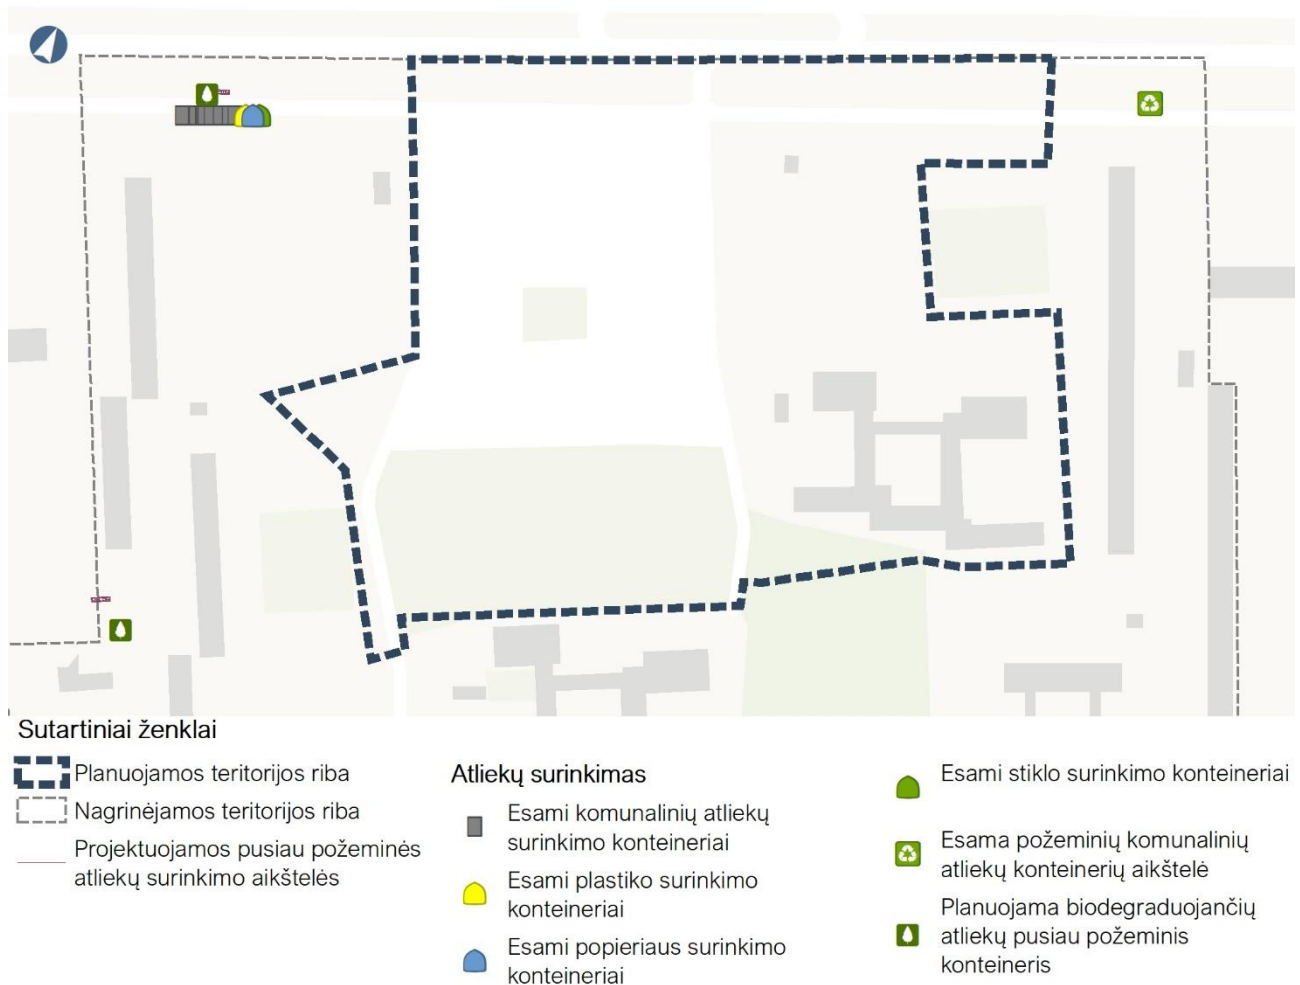 Sutartiniai ženklai
Planuojamos teritorijos riba
Nagrinėjamos teritorijos riba
Projektuojamos pusiau požeminės
atliekų surinkimo aikštelės
Atliekų surinkimas
Esami komunalinių atliekų
surinkimo konteineriai
Esami plastiko surinkimo
konteineriai
Esami popieriaus surinkimo
konteineriai
Esami stiklo surinkimo konteineriai
Esama požeminių komunalinių
atliekų konteinerių aikštelė
Planuojama biodegraduojančių
atliekų pusiau požeminis
konteineris